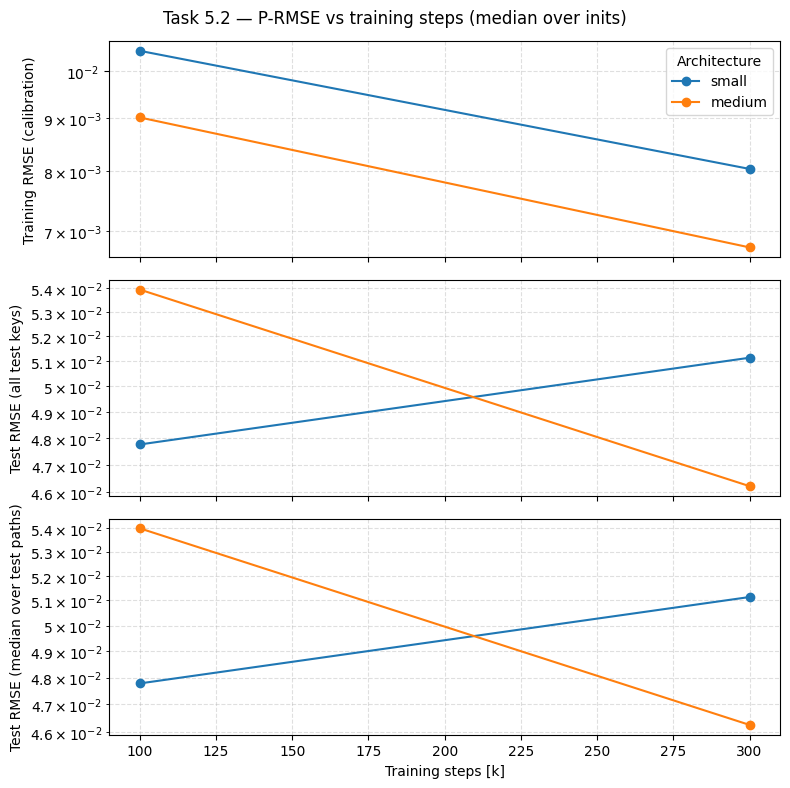 Task 5.2 — P-RMSE vs training steps (median over inits)
Training RMSE (calibration)
10⁻²
9 × 10⁻³
8 × 10⁻³
7 × 10⁻³
Architecture
small
medium
Test RMSE (all test keys)
5.4 × 10⁻²
5.3 × 10⁻²
5.2 × 10⁻²
5.1 × 10⁻²
5 × 10⁻²
4.9 × 10⁻²
4.8 × 10⁻²
4.7 × 10⁻²
4.6 × 10⁻²
Test RMSE (median over test paths)
5.4 × 10⁻²
5.3 × 10⁻²
5.2 × 10⁻²
5.1 × 10⁻²
5 × 10⁻²
4.9 × 10⁻²
4.8 × 10⁻²
4.7 × 10⁻²
4.6 × 10⁻²
100 125 150 175 200 225 250 275 300
Training steps [k]